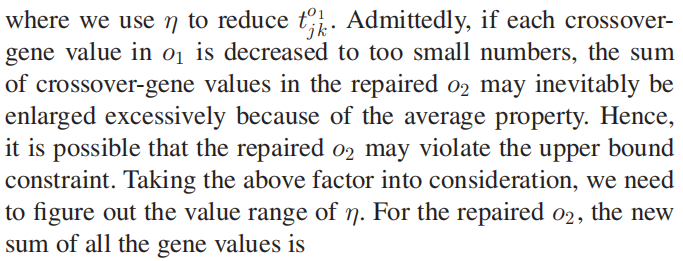 where we use η to reduce t_{jk}^{o_1}. Admittedly, if each crossover-
gene value in o_1 is decreased to too small numbers, the sum
of crossover-gene values in the repaired o_2 may inevitably be
enlarged excessively because of the average property. Hence,
it is possible that the repaired o_2 may violate the upper bound
constraint. Taking the above factor into consideration, we need
to figure out the value range of η. For the repaired o_2, the new
sum of all the gene values is